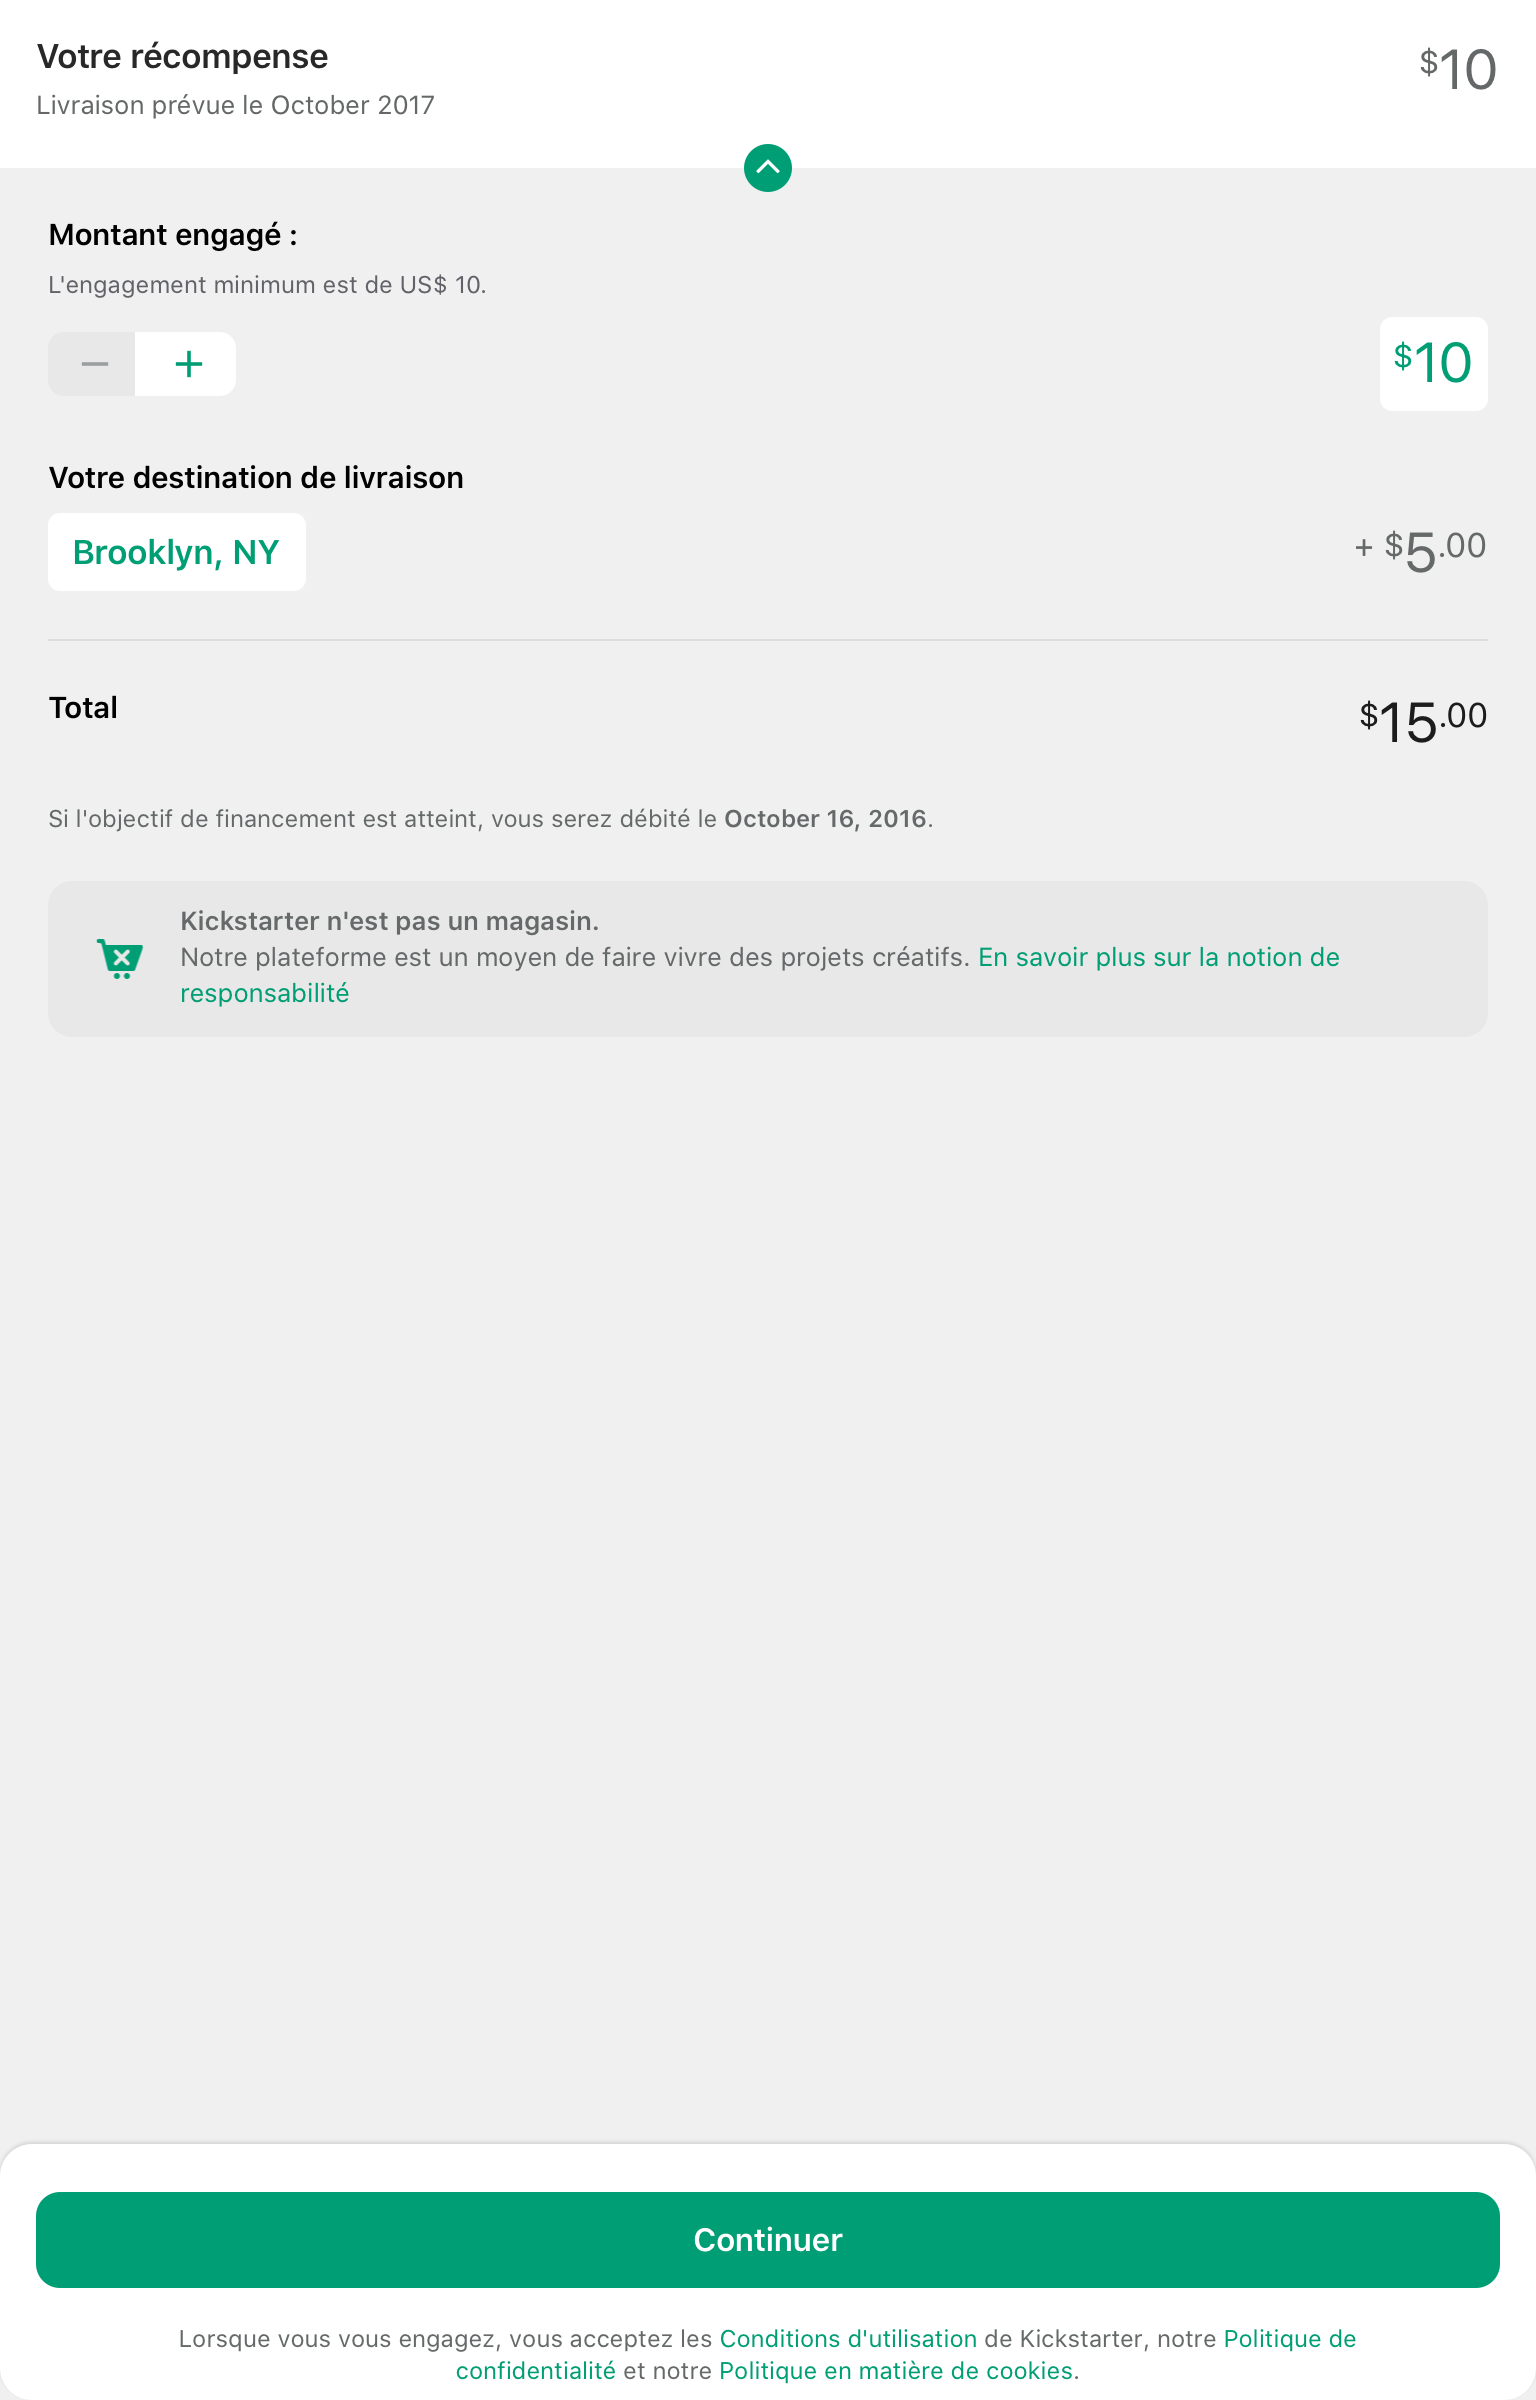 Votre récompense
$10
Livraison prévue le October 2017
Montant engagé :
L'engagement minimum est de US$ 10.
− +
$10
Votre destination de livraison
Brooklyn, NY
+ $5.00
Total
$15.00
Si l'objectif de financement est atteint, vous serez débité le October 16, 2016.
Kickstarter n'est pas un magasin.
Notre plateforme est un moyen de faire vivre des projets créatifs. En savoir plus sur la notion de
responsabilité
Continuer
Lorsque vous vous engagez, vous acceptez les Conditions d'utilisation de Kickstarter, notre Politique de
confidentialité et notre Politique en matière de cookies.